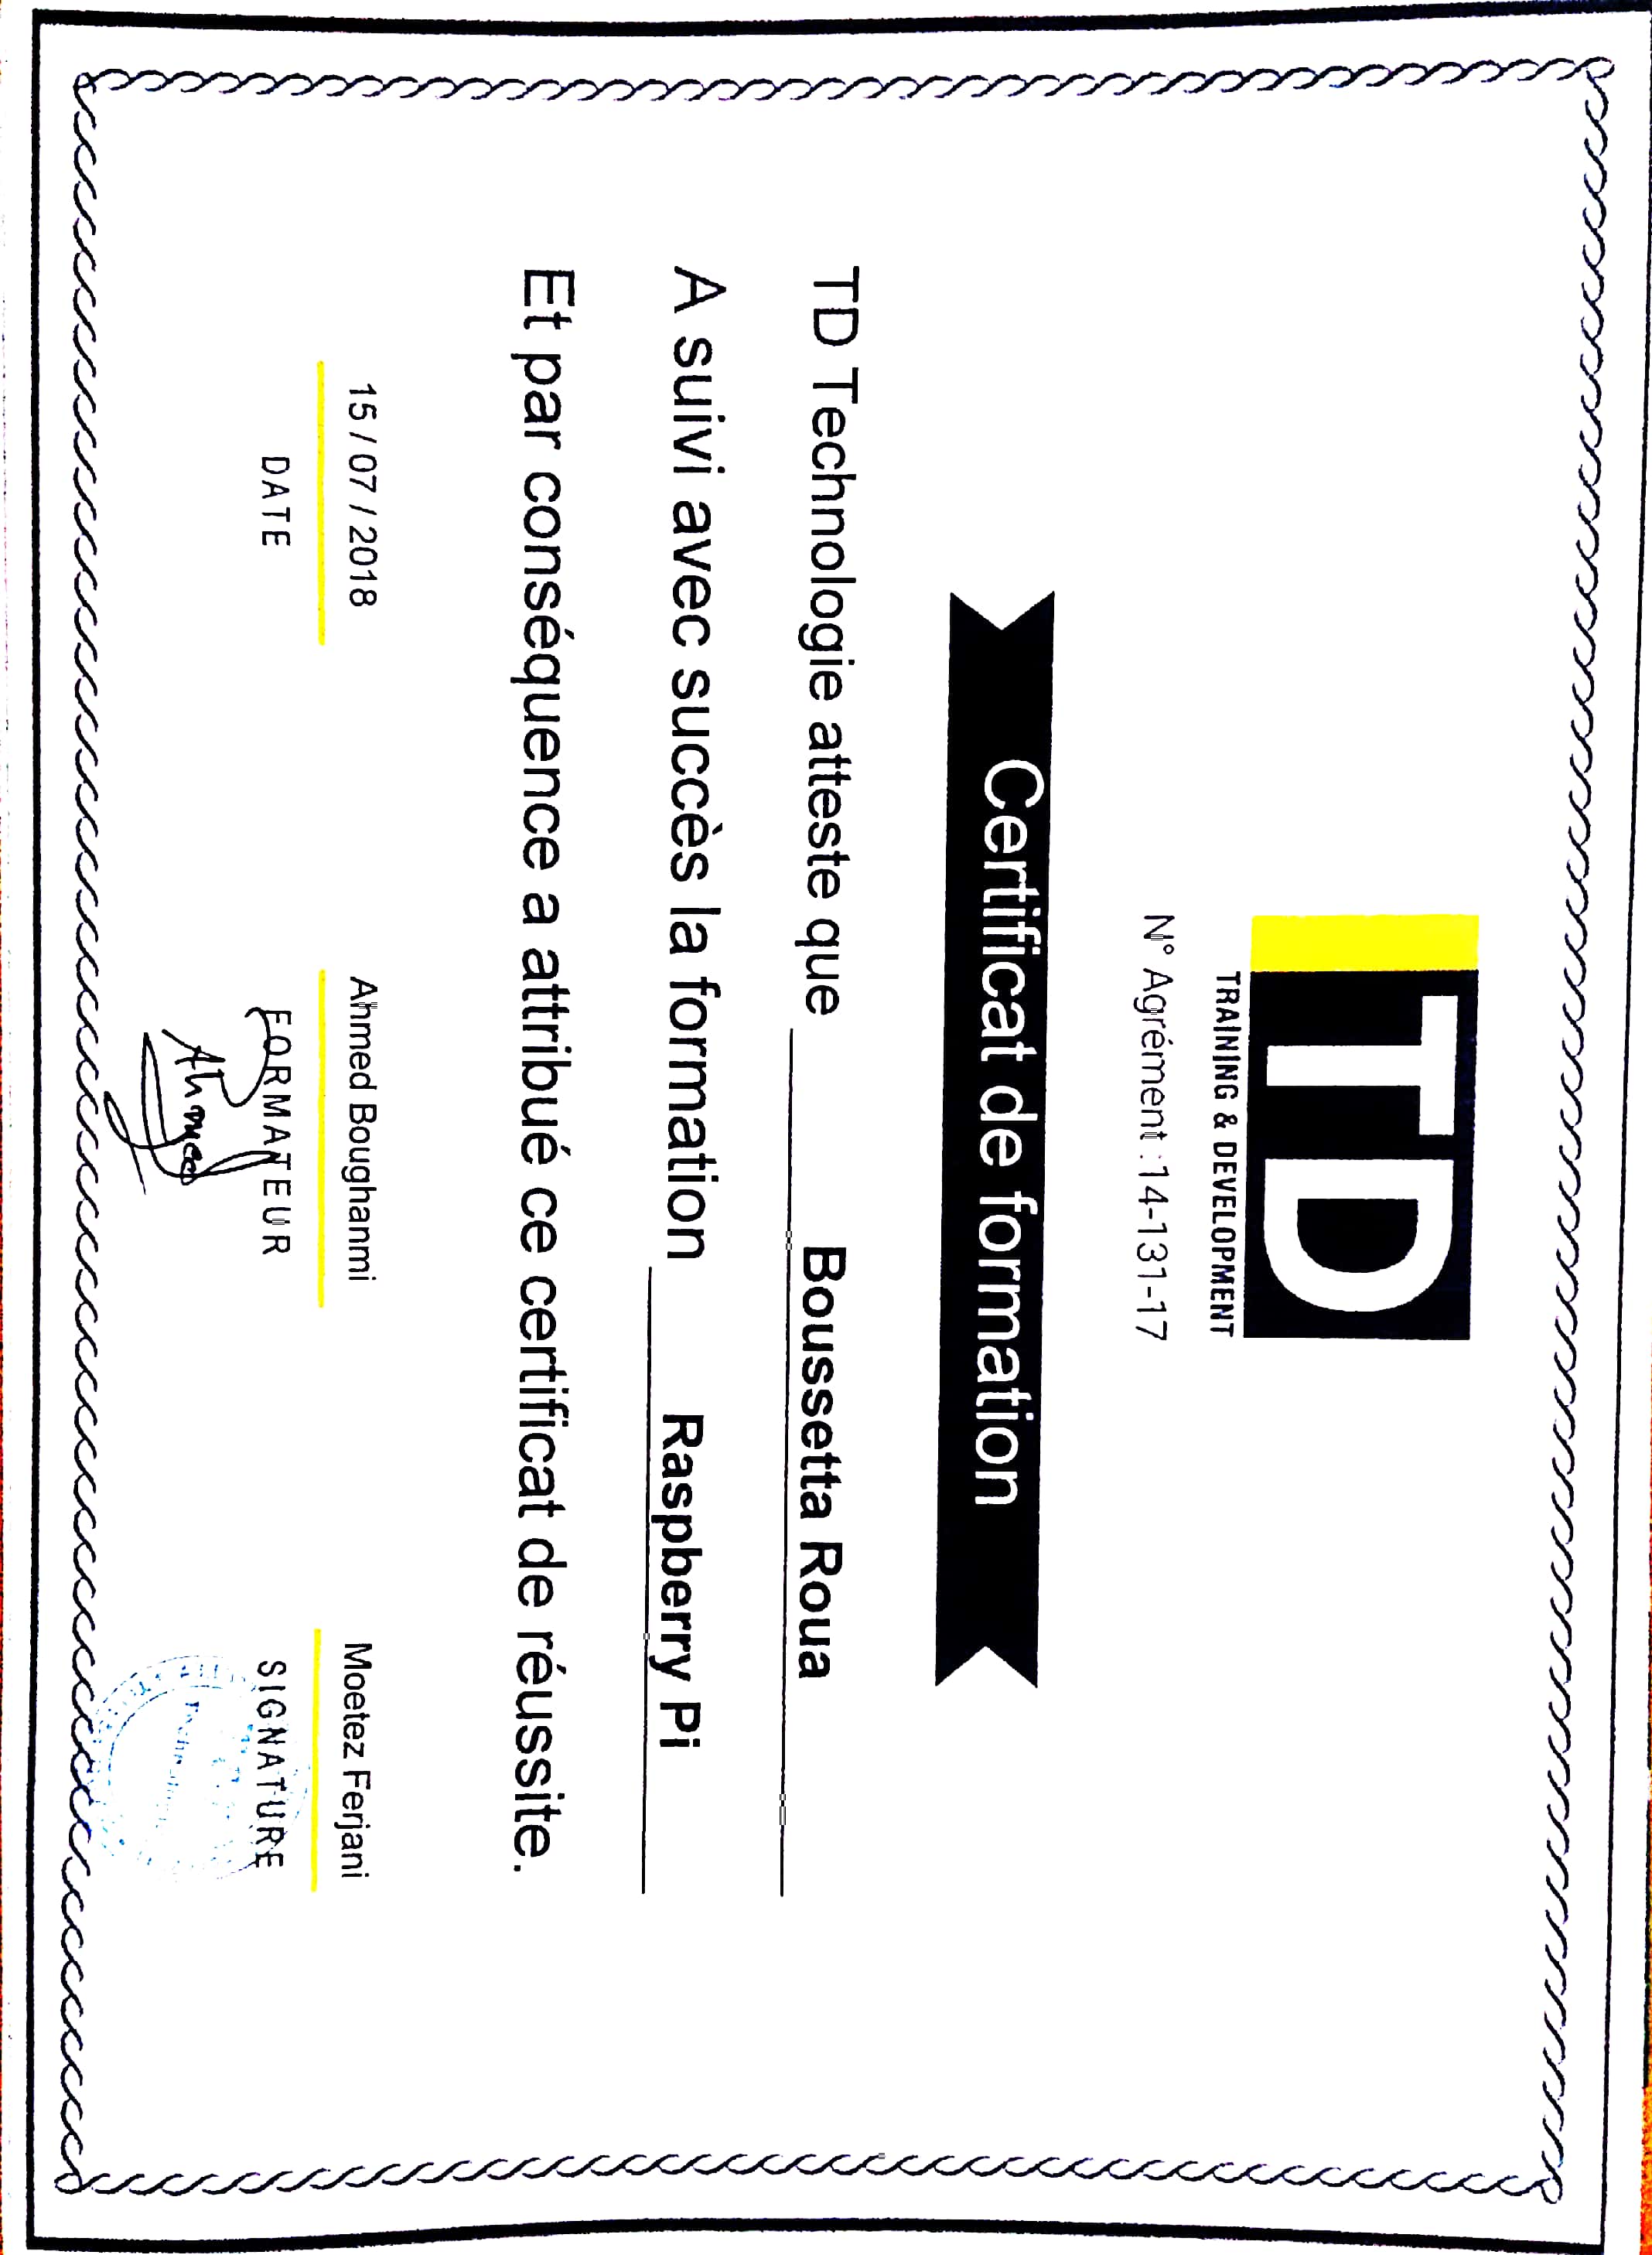 TD
TRAINING & DEVELOPMENT
N° Agrément :14-131-17
Certificat de formation
TD Technologie atteste que Boussetta Roua
A suivi avec succès la formation Raspberry Pi
Et par conséquence a attribué ce certificat de réussite.
15 / 07 / 2018 Ahmed Boughanmi Moetez Ferjani
DATE FORMATEUR SIGNATURE
Ahmed